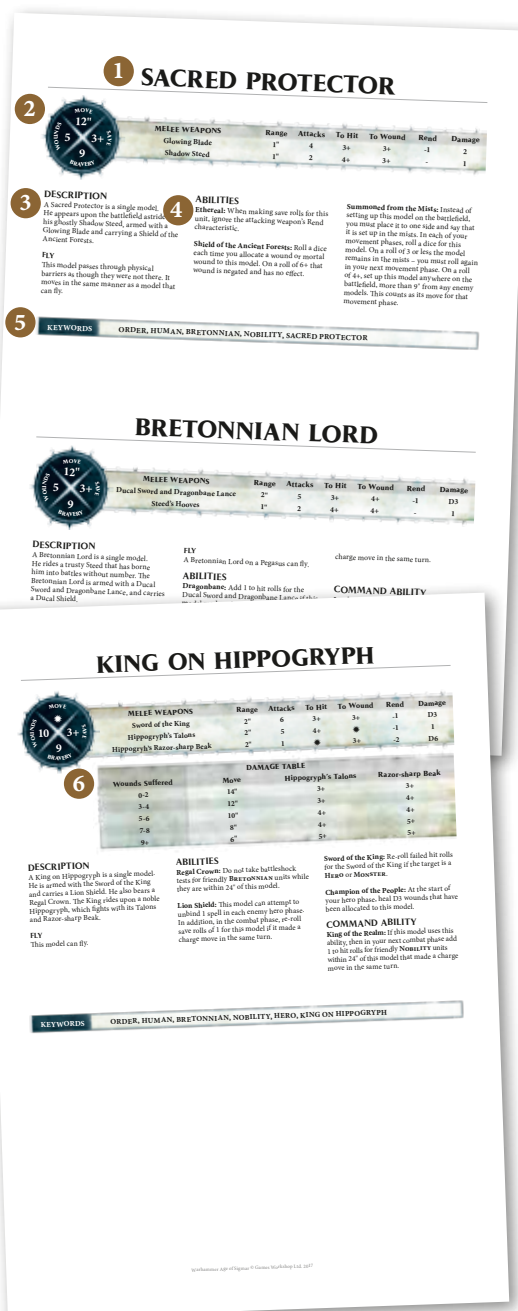 1
SACRED PROTECTOR
2
MOVE
12"
WOUNDS
5
3+
SAVE
9
BRAVERY
MELEE WEAPONS Range Attacks To Hit To Wound Rend Damage
Glowing Blade 1" 4 3+ 3+ -1 2
Shadow Steed 1" 2 4+ 3+ - 1
3
DESCRIPTION
A Sacred Protector is a single model.
He appears upon the battlefield astride
his ghostly Shadow Steed, armed with a
Glowing Blade and carrying a Shield of the
Ancient Forests.
FLY
This model passes through physical
barriers as though they were not there. It
moves in the same manner as a model that
can fly.
4
ABILITIES
Ethereal: When making save rolls for this
unit, ignore the attacking weapon's Rend
characteristic.
Shield of the Ancient Forests: Roll a dice
each time you allocate a wound or mortal
wound to this model. On a roll of 6+ that
wound is negated and has no effect.
Summoned from the Mists: Instead of
setting up this model on the battlefield,
you must place it to one side and say that
it is set up in the mists. In each of your
movement phases, roll a dice for this
model. On a roll of 3 or less the model
remains in the mists – you must roll again
in your next movement phase. On a roll
of 4+, set up this model anywhere on the
battlefield, more than 9" from any enemy
models. This counts as its move for that
movement phase.
5
KEYWORDS ORDER, HUMAN, BRETONNIAN, NOBILITY, SACRED PROTECTOR
BRETONNIAN LORD
MOVE
12"
WOUNDS
5
3+
SAVE
9
BRAVERY
MELEE WEAPONS Range Attacks To Hit To Wound Rend Damage
Ducal Sword and Dragonbane Lance 2" 5 3+ 4+ -1 D3
Steed's Hooves 1" 2 4+ 4+ - 1
DESCRIPTION
A Bretonnian Lord is a single model.
He rides a trusty Steed that has borne
him into battles without number. The
Bretonnian Lord is armed with a Ducal
Sword and Dragonbane Lance, and carries
a Ducal Shield.
FLY
A Bretonnian Lord on a Pegasus can fly.
ABILITIES
Dragonbane: Add 1 to hit rolls for the
Ducal Sword and Dragonbane Lance if this
charge move in the same turn.
COMMAND ABILITY
KING ON HIPPOGRYPH
MOVE
✹
WOUNDS
10
3+
SAVE
9
BRAVERY
MELEE WEAPONS Range Attacks To Hit To Wound Rend Damage
Sword of the King 2" 6 3+ 3+ .1 D3
Hippogryph's Talons 2" 5 4+ ✹ -1 1
Hippogryh's Razor-sharp Beak 2" 1 ✹ 3+ -2 D6
6
DAMAGE TABLE
Wounds Suffered Move Hippogryph's Talons Razor-sharp Beak
0-2 14" 3+ 3+
3-4 12" 3+ 4+
5-6 10" 4+ 4+
7-8 8" 4+ 5+
9+ 6" 5+ 5+
DESCRIPTION
A King on Hippogryph is a single model.
He is armed with the Sword of the King
and carries a Lion Shield. He also bears a
Regal Crown. The King rides upon a noble
Hippogryph, which fights with its Talons
and Razor-sharp Beak.
FLY
This model can fly.
ABILITIES
Regal Crown: Do not take battleshock
tests for friendly BRETONNIAN units while
they are within 24" of this model.
Lion Shield: This model can attempt to
unbind 1 spell in each enemy hero phase.
In addition, in the combat phase, re-roll
save rolls of 1 for this model if it made a
charge move in the same turn.
Sword of the King: Re-roll failed hit rolls
for the Sword of the King if the target is a
HERO or MONSTER.
Champion of the People: At the start of
your hero phase, heal D3 wounds that have
been allocated to this model.
COMMAND ABILITY
King of the Realm: If this model uses this
ability, then in your next combat phase add
1 to hit rolls for friendly NOBILITY units
within 24" of this model that made a charge
move in the same turn.
KEYWORDS ORDER, HUMAN, BRETONNIAN, NOBILITY, HERO, KING ON HIPPOGRYPH
Warhammer Age of Sigmar © Games Workshop Ltd. 2017